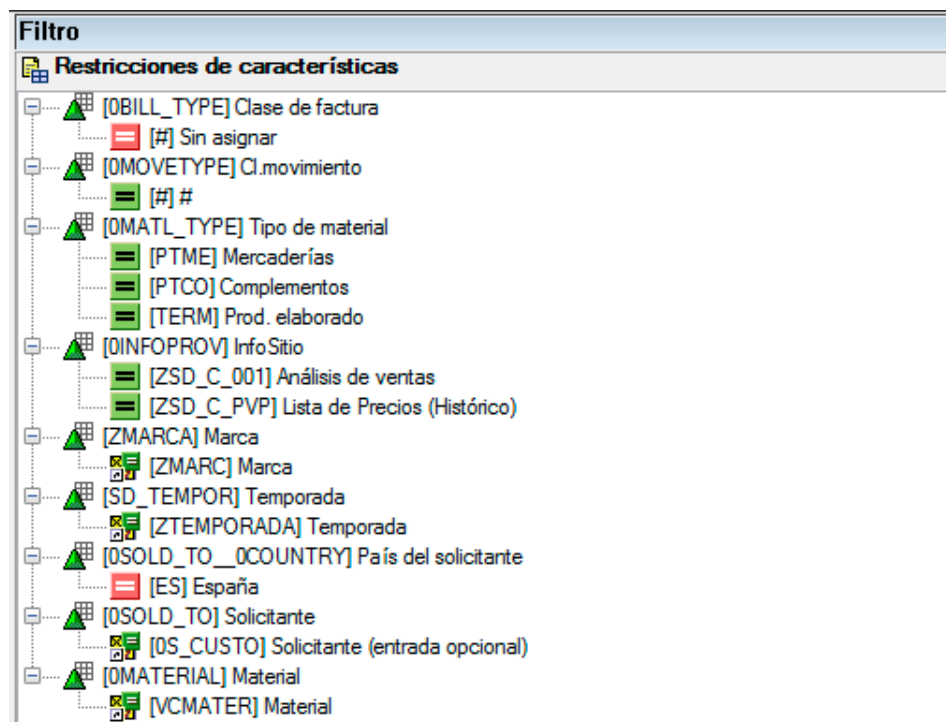 Filtro
Restricciones de características
[0BILL_TYPE] Clase de factura
[#] Sin asignar
[0MOVETYPE] Cl.movimiento
[#] #
[0MATL_TYPE] Tipo de material
[PTME] Mercaderías
[PTCO] Complementos
[TERM] Prod. elaborado
[0INFOPROV] InfoSitio
[ZSD_C_001] Análisis de ventas
[ZSD_C_PVP] Lista de Precios (Histórico)
[ZMARCA] Marca
[ZMARC] Marca
[SD_TEMPOR] Temporada
[ZTEMPORADA] Temporada
[0SOLD_TO__0COUNTRY] País del solicitante
[ES] España
[0SOLD_TO] Solicitante
[0S_CUSTO] Solicitante (entrada opcional)
[0MATERIAL] Material
[VCMATER] Material